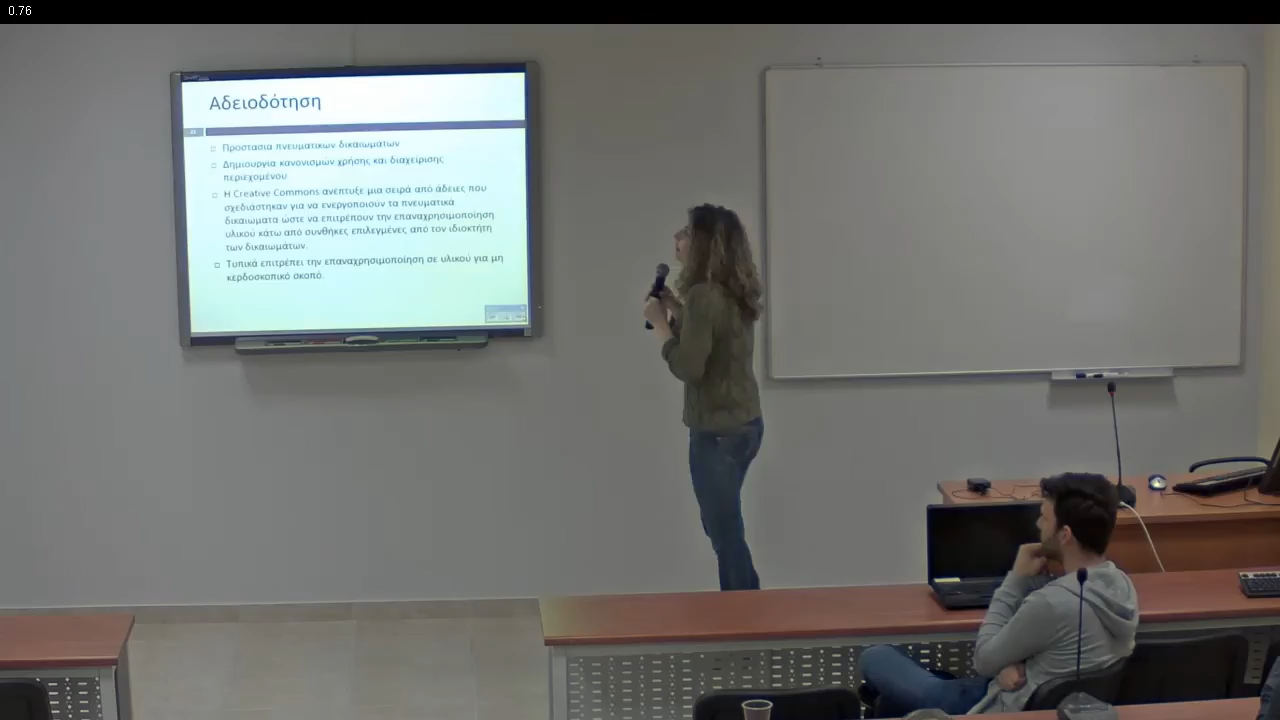 0.76
Αδειοδότηση
21
Προστασία πνευματικών δικαιωμάτων
Δημιουργία κανονισμών χρήσης και διαχείρισης
περιεχομένου
Η Creative Commons ανέπτυξε μια σειρά από άδειες που
σχεδιάστηκαν για να ενεργοποιούν τα πνευματικά
δικαιώματα ώστε να επιτρέπουν την επαναχρησιμοποίηση
υλικού κάτω από συνθήκες επιλεγμένες από τον ιδιοκτήτη
των δικαιωμάτων.
Τυπικά επιτρέπει την επαναχρησιμοποίηση σε υλικού για μη
κερδοσκοπικό σκοπό.